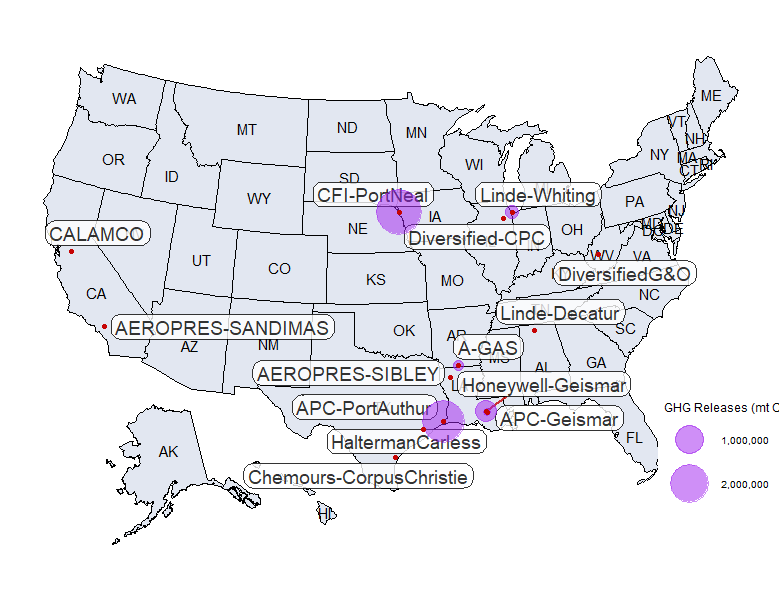 ME
WA
MT
ND
MN
VT
NH
OR
ID
WI
NY
MA
RI
CT
SD
WY
CFI-PortNeal
Linde-Whiting
PA
NJ
IA
NE
OH
MD
DE
CALAMCO
Diversified-CPC
WV
VA
UT
CO
KS
MO
DiversifiedG&O
CA
NC
Linde-Decatur
AEROPRES-SANDIMAS
OK
AR
SC
AZ
NM
A-GAS
MS
AL
GA
AEROPRES-SIBLEY
Honeywell-Geismar
APC-PortAuthur
APC-Geismar
GHG Releases (mt C
HaltermanCarless
FL
1,000,000
AK
Chemours-CorpusChristie
2,000,000
HI